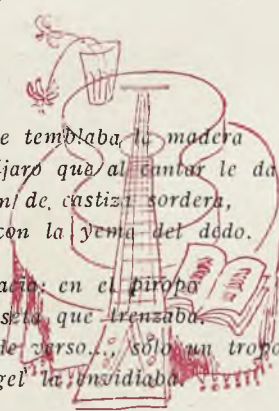 e temblaba la madera
jaro que al cantar le da
n de castiza sordera,
con la yema del dedo.
acia: en el piropo
seta que trenzaba.
de verso..., sólo un tropo
gel la envidiaba